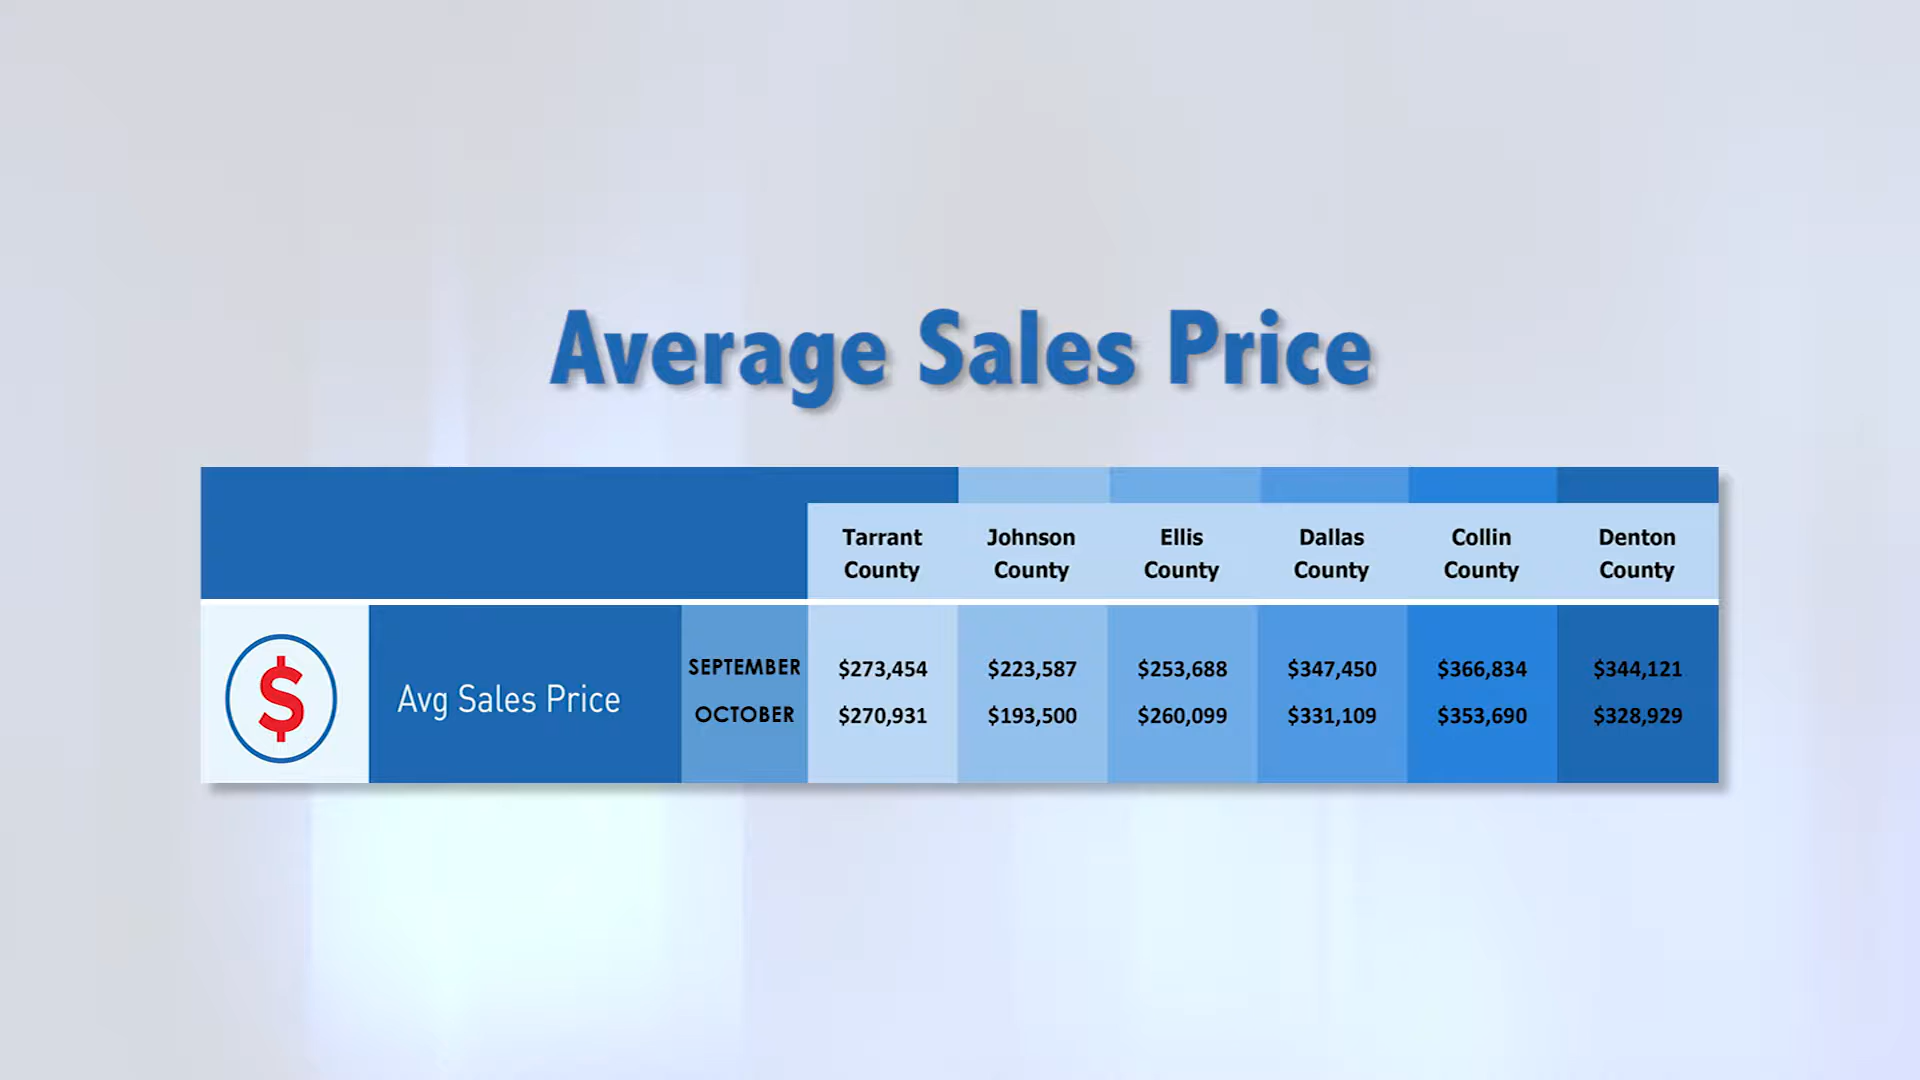 Average Sales Price
Tarrant County
Johnson County
Ellis County
Dallas County
Collin County
Denton County
$
Avg Sales Price
SEPTEMBER $273,454 $223,587 $253,688 $347,450 $366,834 $344,121
OCTOBER $270,931 $193,500 $260,099 $331,109 $353,690 $328,929